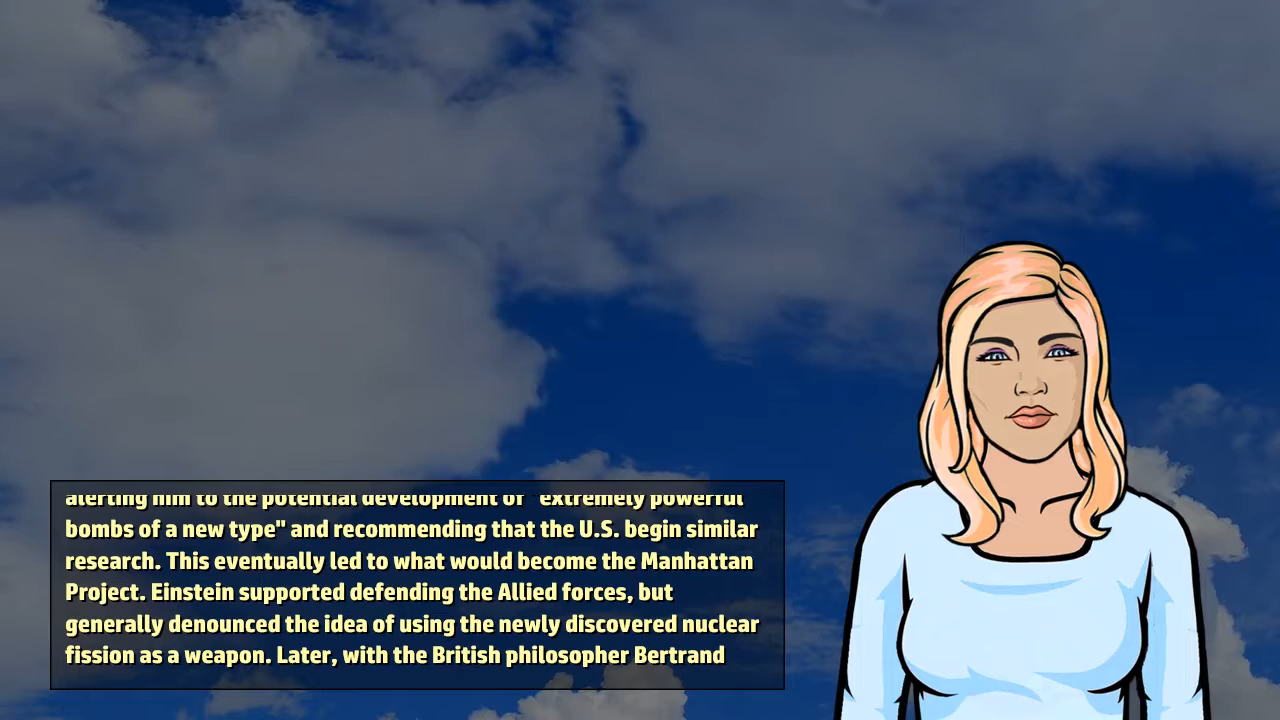 alerting him to the potential development of "extremely powerful
bombs of a new type" and recommending that the U.S. begin similar
research. This eventually led to what would become the Manhattan
Project. Einstein supported defending the Allied forces, but
generally denounced the idea of using the newly discovered nuclear
fission as a weapon. Later, with the British philosopher Bertrand